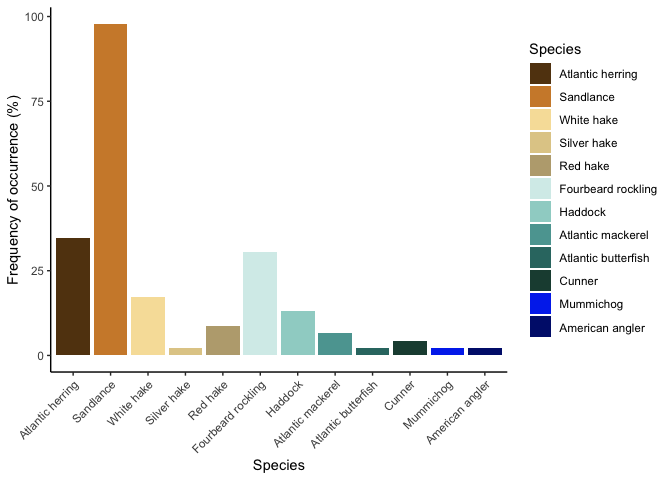 100
75
50
25
0
Frequency of occurrence (%)
Atlantic herring
Sandlance
White hake
Silver hake
Red hake
Fourbeard rockling
Haddock
Atlantic mackerel
Atlantic butterfish
Cunner
Mummichog
American angler
Species
Species
Atlantic herring
Sandlance
White hake
Silver hake
Red hake
Fourbeard rockling
Haddock
Atlantic mackerel
Atlantic butterfish
Cunner
Mummichog
American angler